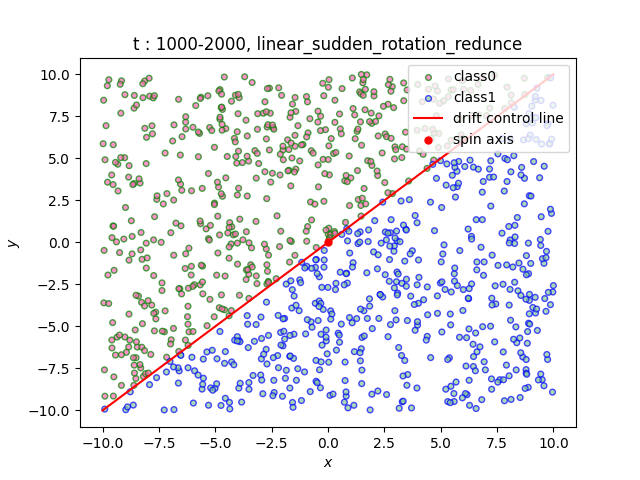 t : 1000-2000, linear_sudden_rotation_redunce
class0
class1
drift control line
spin axis
10.0
7.5
5.0
2.5
0.0
−2.5
−5.0
−7.5
−10.0
y
−10.0 −7.5 −5.0 −2.5 0.0 2.5 5.0 7.5 10.0
x